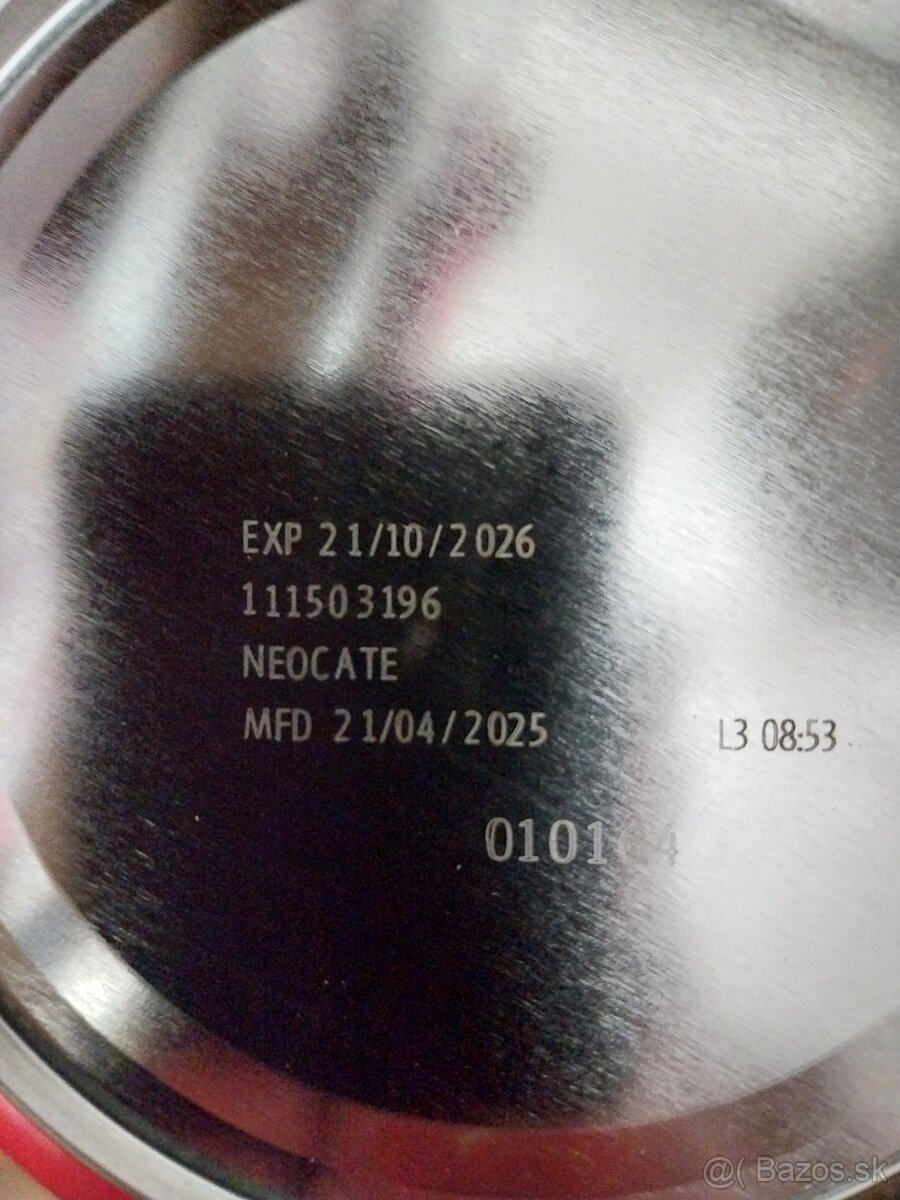 EXP 21/10/2026
111503196
NEOCATE
MFD 21/04/2025
L3 08:53
@( Bazos.sk